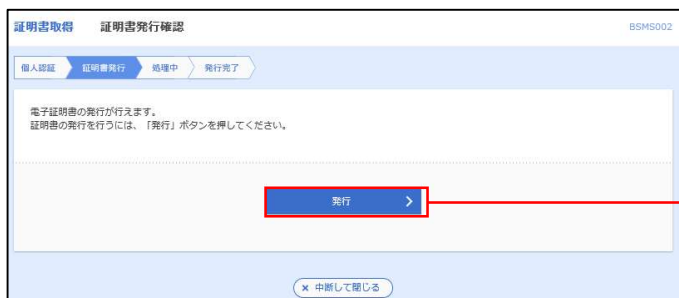 証明書取得 証明書発行確認 BSMS002
個人認証 証明書発行 処理中 発行完了
電子証明書の発行が行えます。
証明書の発行を行うには、「発行」ボタンを押してください。
発行
× 中断して閉じる